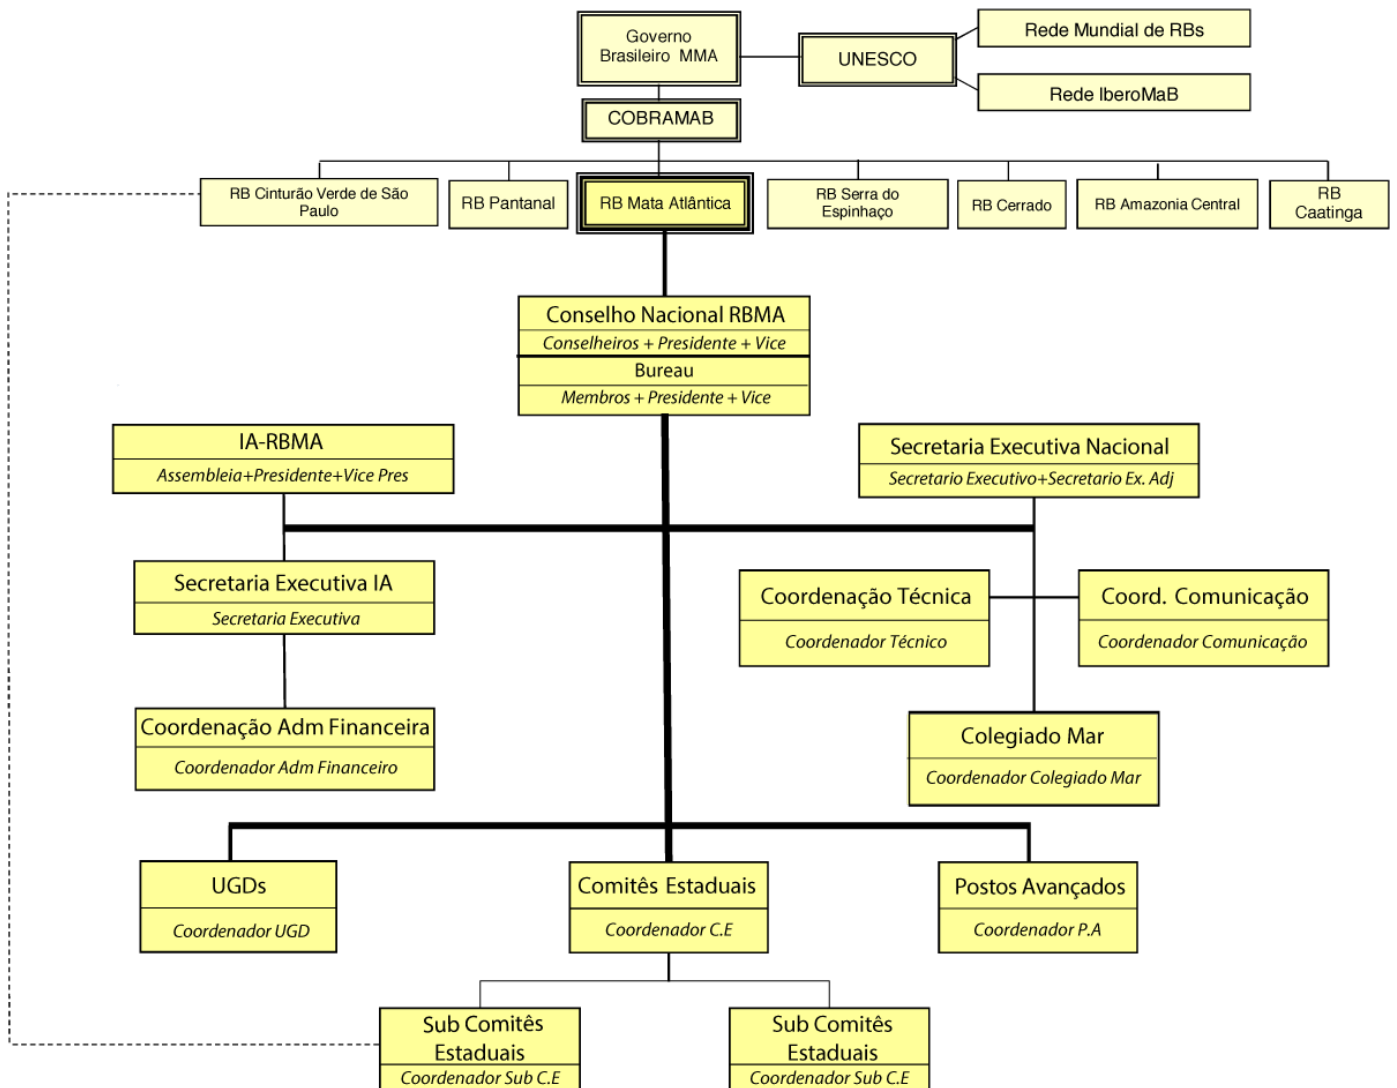 Governo
Brasileiro MMA
UNESCO
Rede Mundial de RBs
Rede IberoMaB
COBRAMAB
RB Cinturão Verde de São
Paulo
RB Pantanal
RB Mata Atlântica
RB Serra do
Espinhaço
RB Cerrado
RB Amazonia Central
RB
Caatinga
Conselho Nacional RBMA
Conselheiros + Presidente + Vice
Bureau
Membros + Presidente + Vice
IA-RBMA
Assembleia+Presidente+Vice Pres
Secretaria Executiva Nacional
Secretario Executivo+Secretario Ex. Adj
Secretaria Executiva IA
Secretaria Executiva
Coordenação Técnica
Coordenador Técnico
Coord. Comunicação
Coordenador Comunicação
Coordenação Adm Financeira
Coordenador Adm Financeiro
Colegiado Mar
Coordenador Colegiado Mar
UGDs
Coordenador UGD
Comitês Estaduais
Coordenador C.E
Postos Avançados
Coordenador P.A
Sub Comitês
Estaduais
Coordenador Sub C.E
Sub Comitês
Estaduais
Coordenador Sub C.E